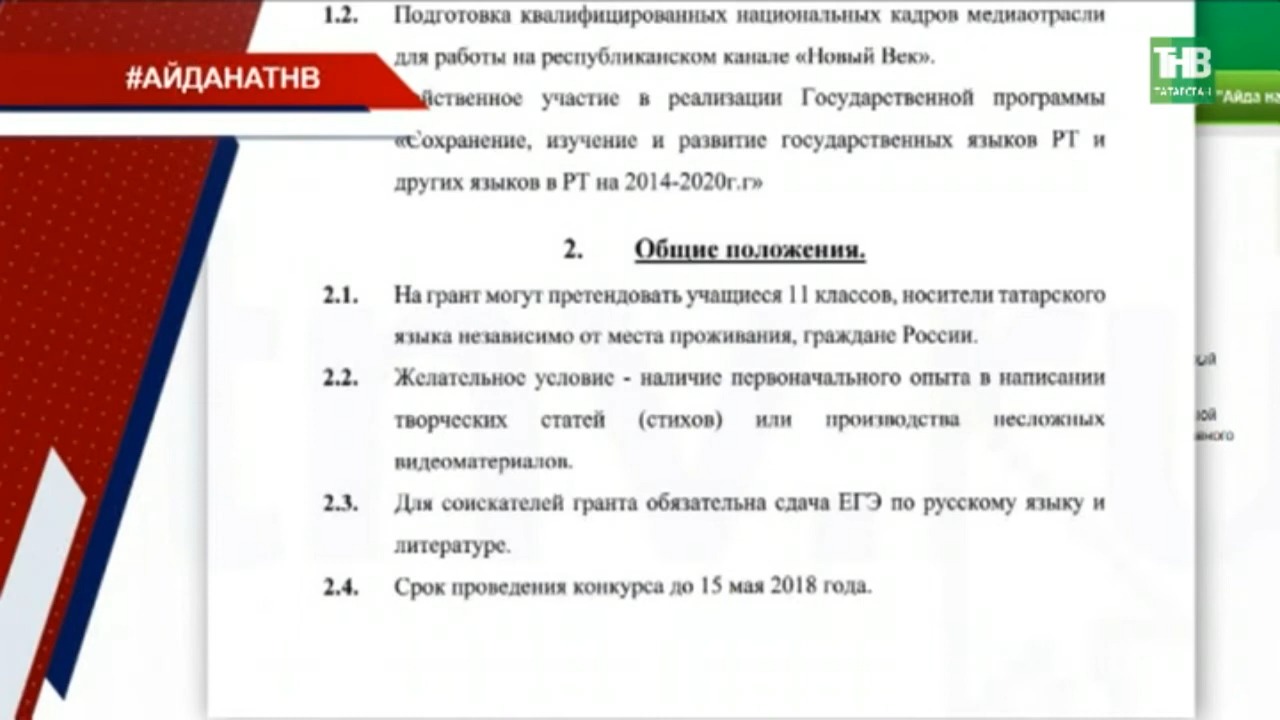 1.2. Подготовка квалифицированных национальных кадров медиаотрасли
для работы на республиканском канале «Новый Век».
#АЙДАНАТНВ
ТНВ
ТАТАРСТАН
"Айда на
йственное участие в реализации Государственной программы
«Сохранение, изучение и развитие государственных языков РТ и
других языков в РТ на 2014-2020г.г»
2. Общие положения.
2.1. На грант могут претендовать учащиеся 11 классов, носители татарского
языка независимо от места проживания, граждане России.
2.2. Желательное условие - наличие первоначального опыта в написании
творческих статей (стихов) или производства несложных
видеоматериалов.
2.3. Для соискателей гранта обязательна сдача ЕГЭ по русскому языку и
литературе.
2.4. Срок проведения конкурса до 15 мая 2018 года.